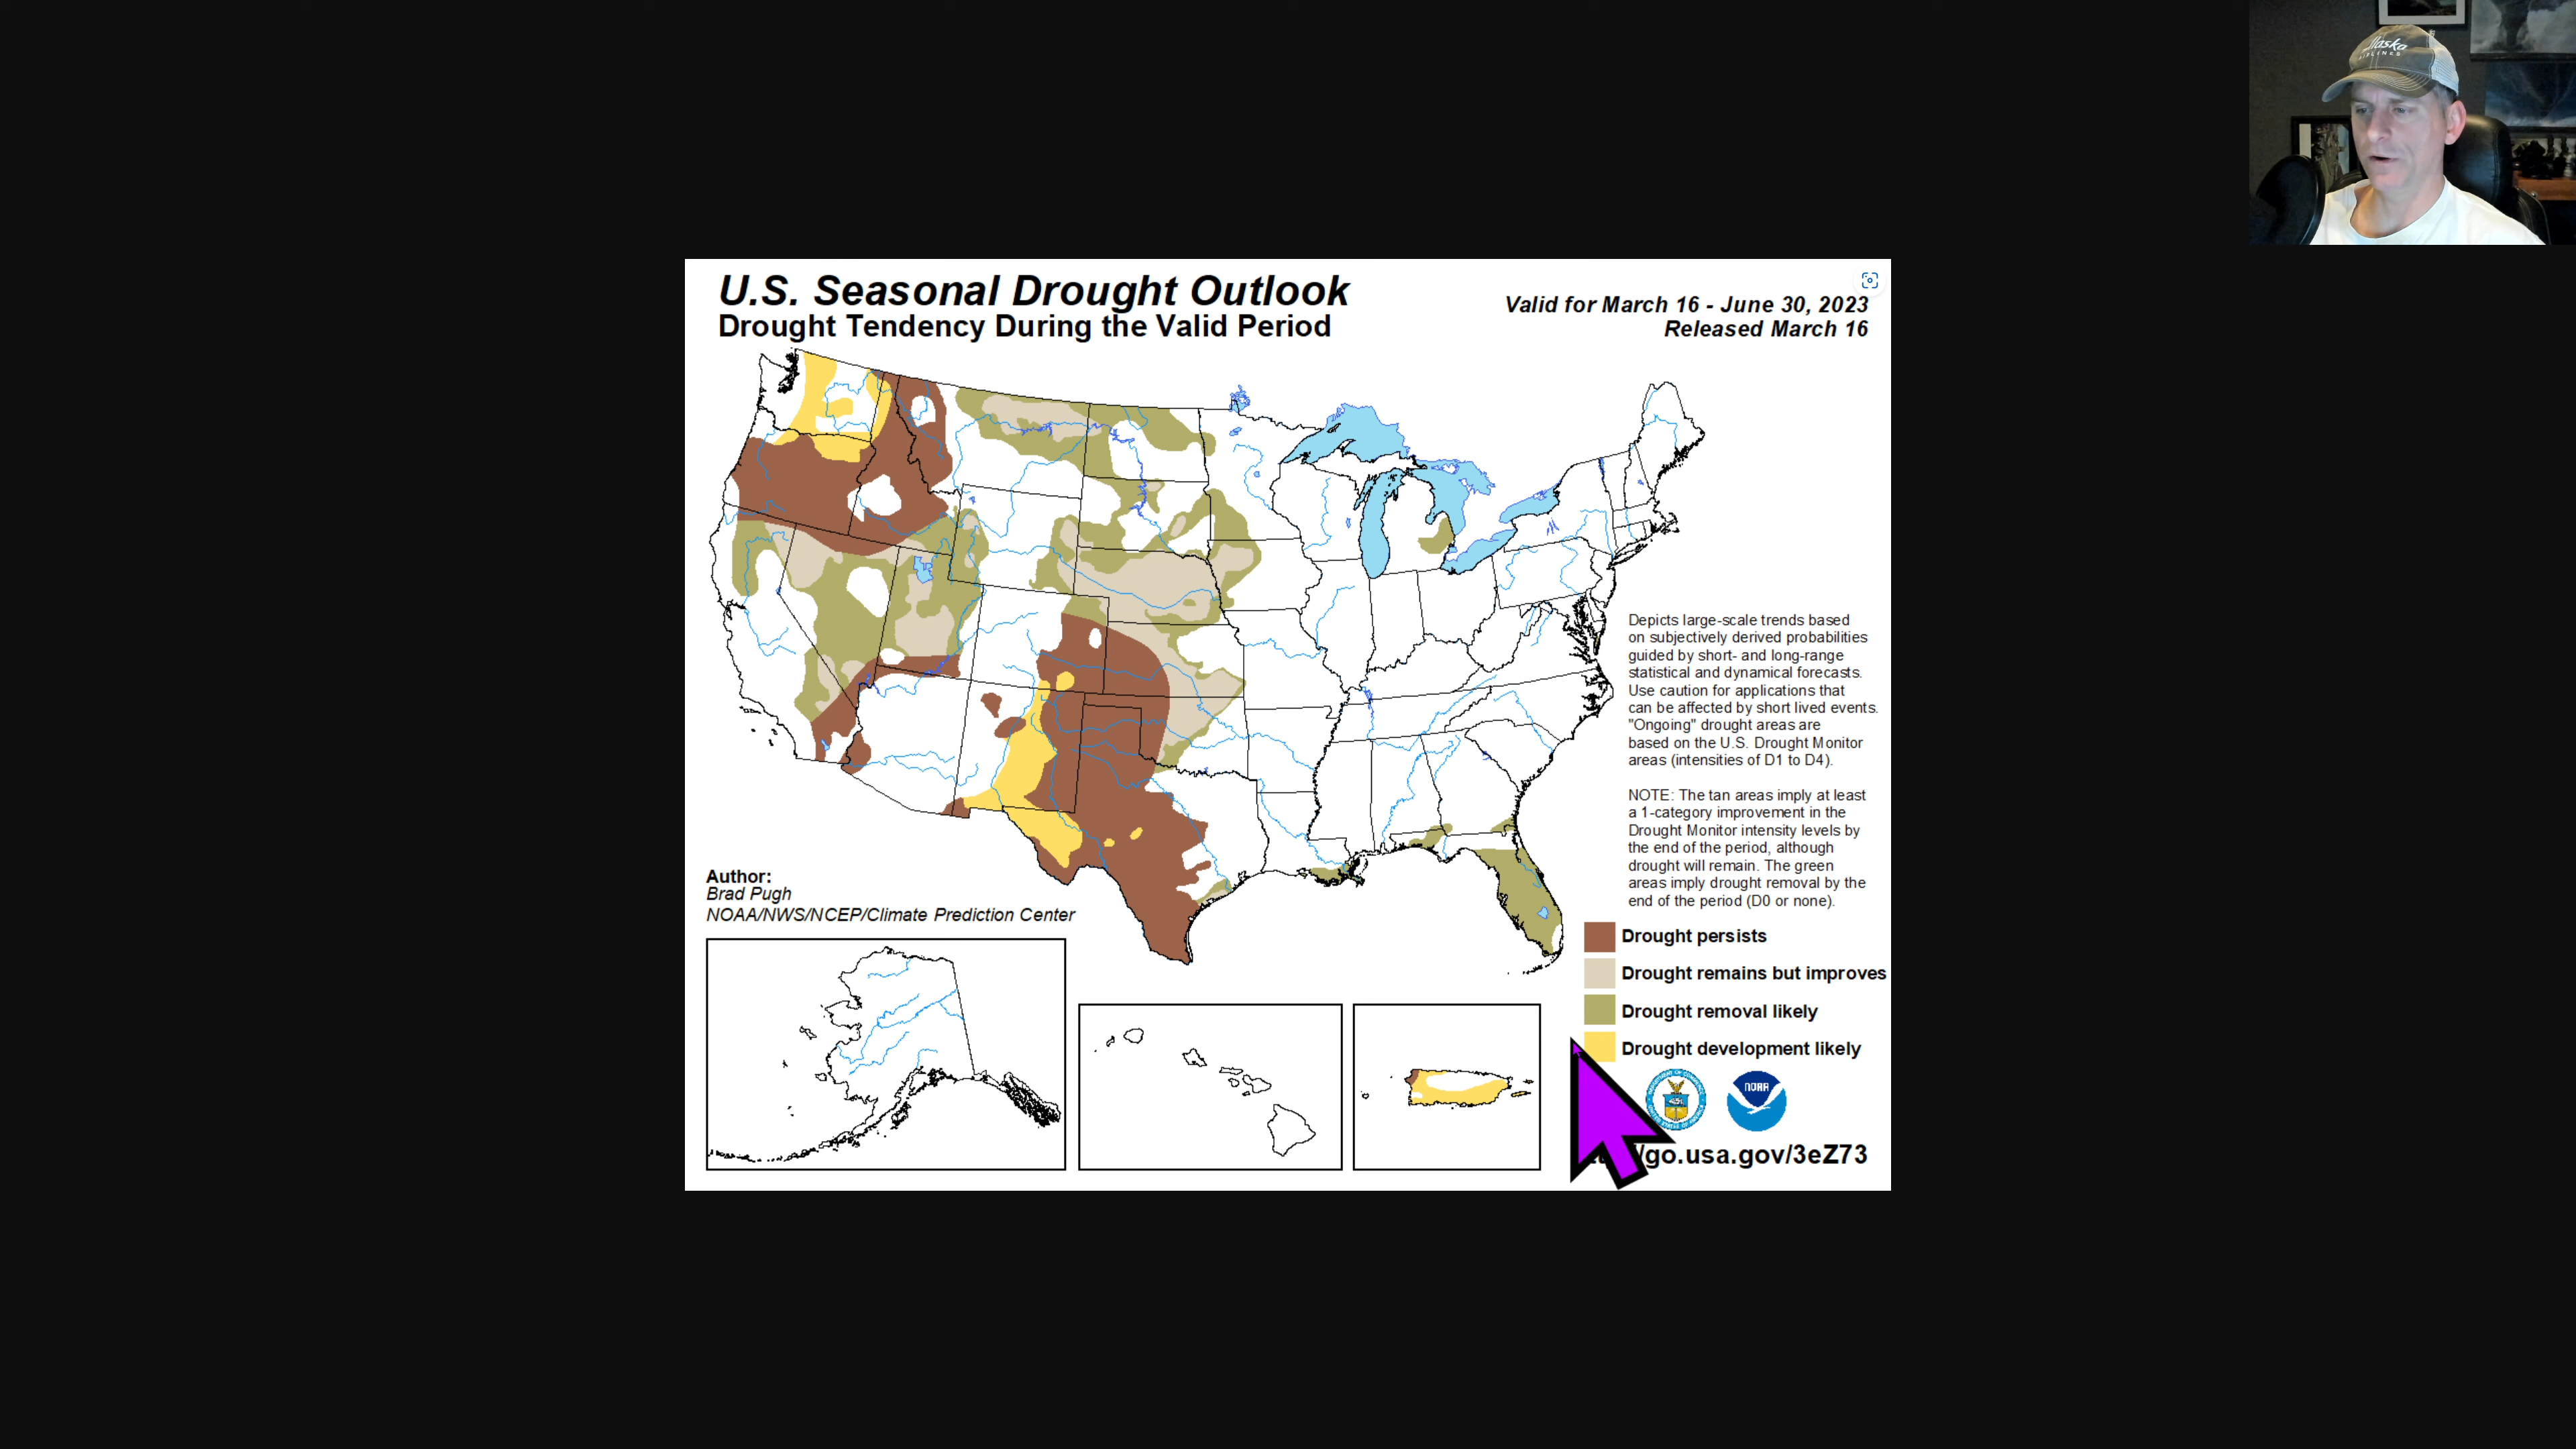 U.S. Seasonal Drought Outlook
Drought Tendency During the Valid Period
Valid for March 16 - June 30, 2023
Released March 16
Depicts large-scale trends based
on subjectively derived probabilities
guided by short- and long-range
statistical and dynamical forecasts.
Use caution for applications that
can be affected by short lived events.
"Ongoing" drought areas are
based on the U.S. Drought Monitor
areas (intensities of D1 to D4).
NOTE: The tan areas imply at least
a 1-category improvement in the
Drought Monitor intensity levels by
the end of the period, although
drought will remain. The green
areas imply drought removal by the
end of the period (D0 or none).
Author:
Brad Pugh
NOAA/NWS/NCEP/Climate Prediction Center
Drought persists
Drought remains but improves
Drought removal likely
Drought development likely
NOAA
/go.usa.gov/3eZ73